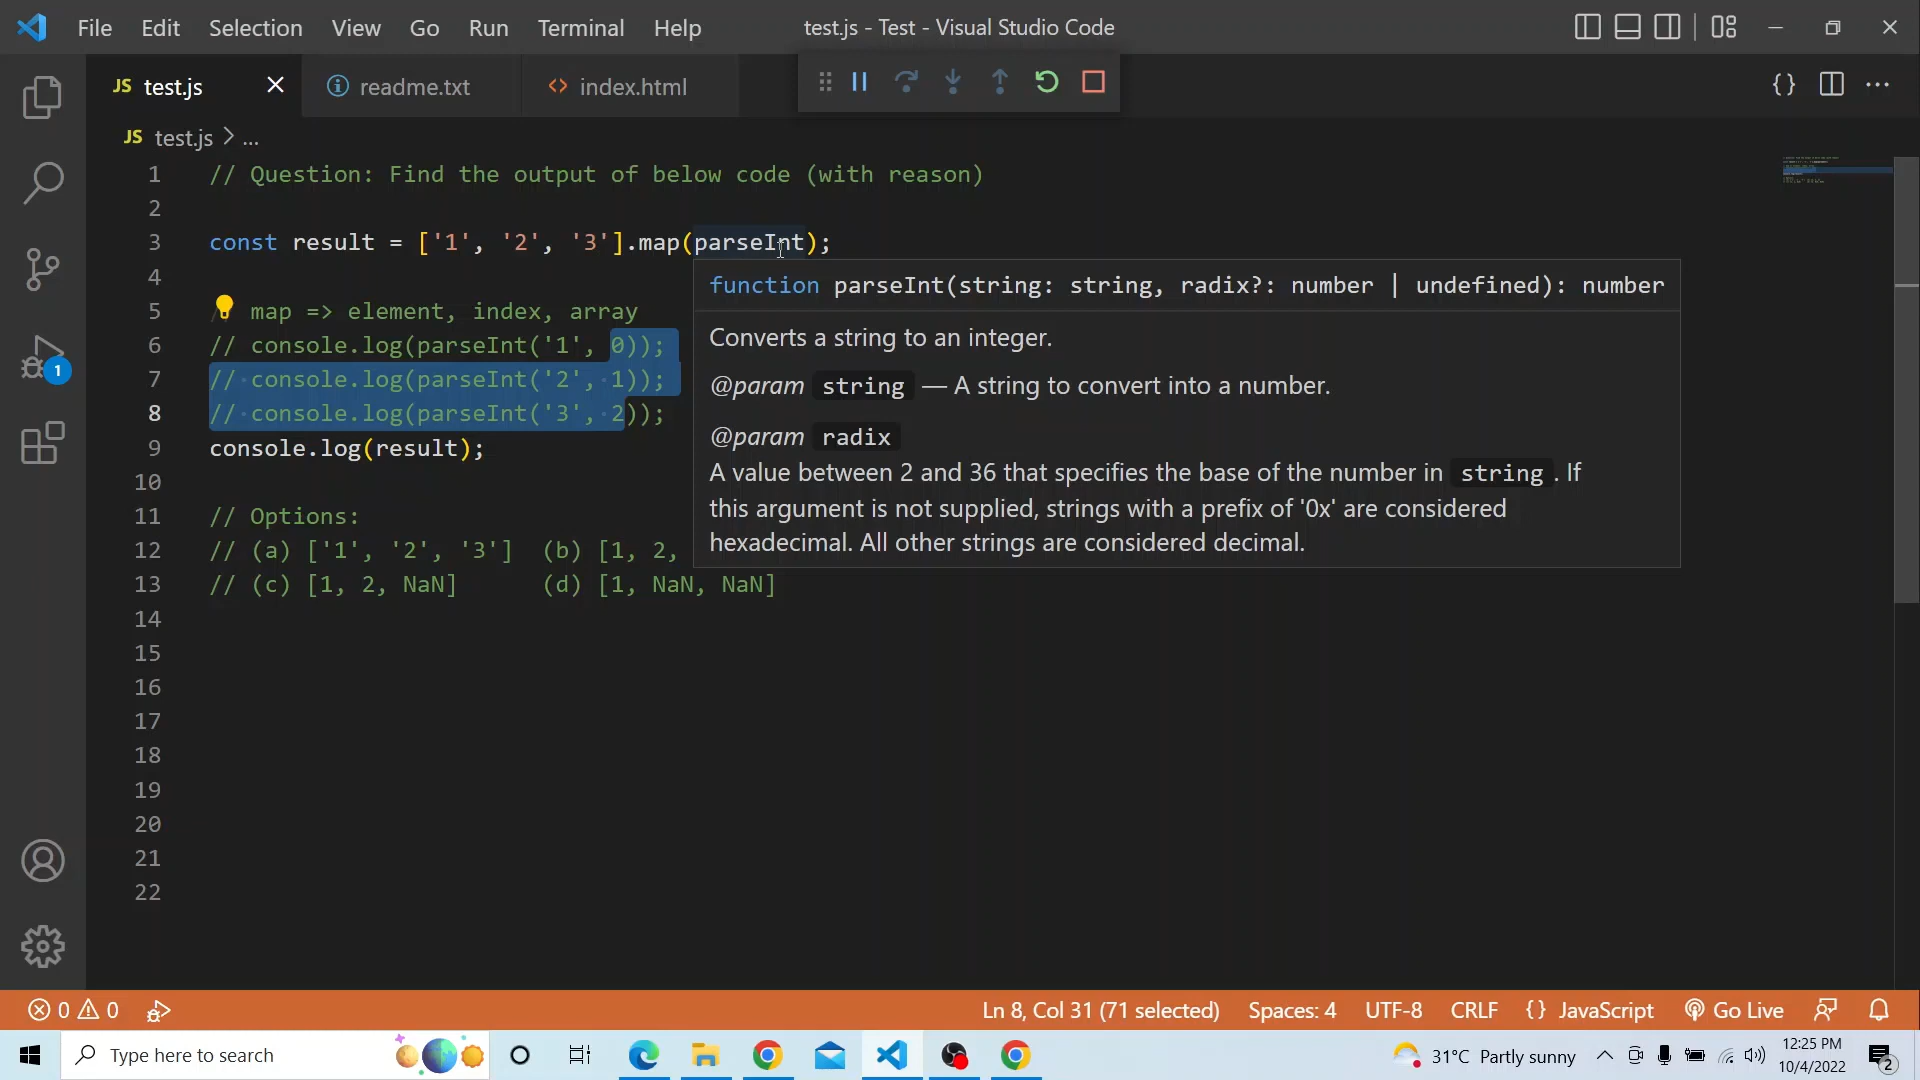 File Edit Selection View Go Run Terminal Help test.js - Test - Visual Studio Code
JS test.js readme.txt index.html
JS test.js > ...
1 // Question: Find the output of below code (with reason)
2
3 const result = ['1', '2', '3'].map(parseInt);
4
5 map => element, index, array
6 // console.log(parseInt('1', 0));
7 // console.log(parseInt('2', 1));
8 // console.log(parseInt('3', 2));
9 console.log(result);
10
11 // Options:
12 // (a) ['1', '2', '3'] (b) [1, 2,
13 // (c) [1, 2, NaN] (d) [1, NaN, NaN]
14
15
16
17
18
19
20
21
22
function parseInt(string: string, radix?: number | undefined): number
Converts a string to an integer.
@param string — A string to convert into a number.
@param radix
A value between 2 and 36 that specifies the base of the number in string . If
this argument is not supplied, strings with a prefix of '0x' are considered
hexadecimal. All other strings are considered decimal.
1
0 0 Ln 8, Col 31 (71 selected) Spaces: 4 UTF-8 CRLF {} JavaScript Go Live
Type here to search 31°C Partly sunny 12:25 PM
10/4/2022 2